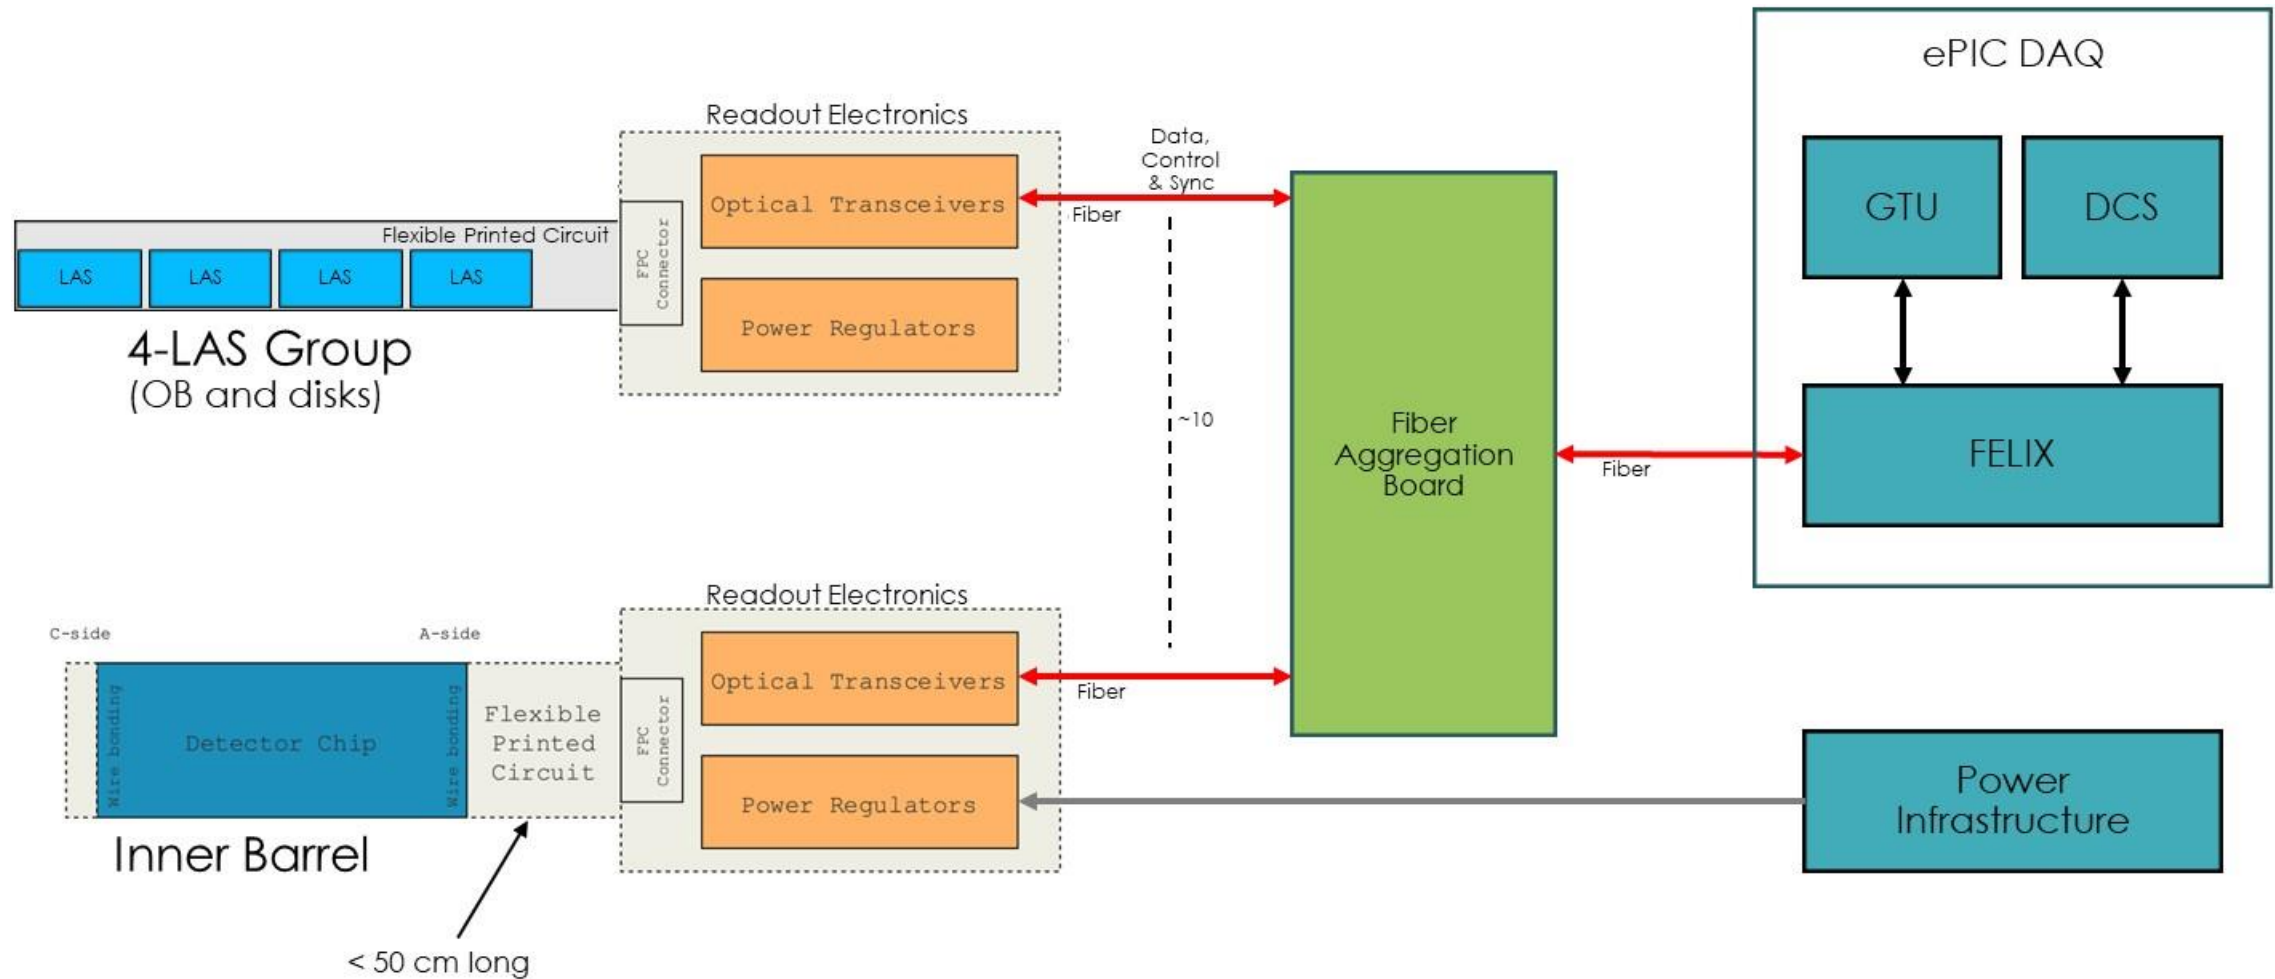 ePIC DAQ
Readout Electronics
Data,
Control
& Sync
Optical Transceivers
GTU
DCS
Fiber
Flexible Printed Circuit
FPC
Connector
LAS
LAS
LAS
LAS
Power Regulators
4-LAS Group
(OB and disks)
~10
Fiber
Aggregation
Board
Fiber
FELIX
Readout Electronics
C-side
A-side
Optical Transceivers
Fiber
Wire bonding
Detector Chip
Wire bonding
Flexible
Printed
Circuit
FPC
Connector
Power Regulators
Power
Infrastructure
Inner Barrel
< 50 cm long